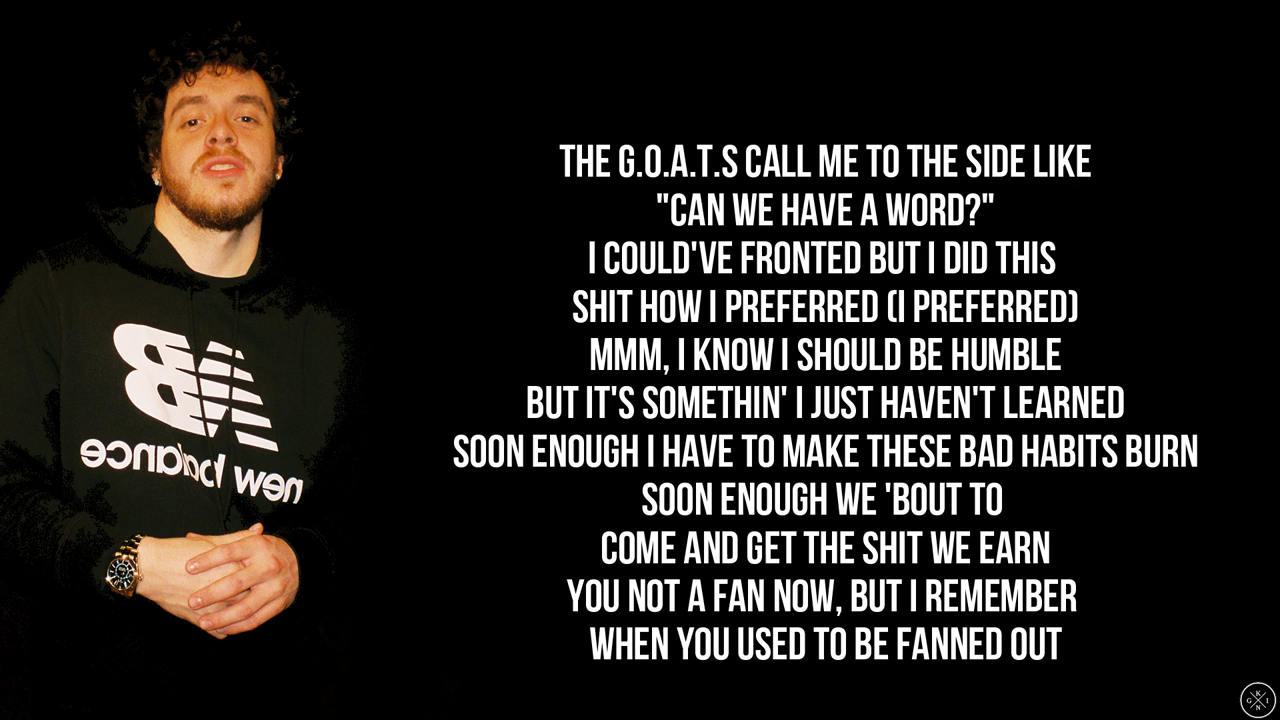 THE G.O.A.T.S CALL ME TO THE SIDE LIKE
"CAN WE HAVE A WORD?"
I COULD'VE FRONTED BUT I DID THIS
SHIT HOW I PREFERRED (I PREFERRED)
MMM, I KNOW I SHOULD BE HUMBLE
BUT IT'S SOMETHIN' I JUST HAVEN'T LEARNED
SOON ENOUGH I HAVE TO MAKE THESE BAD HABITS BURN
SOON ENOUGH WE 'BOUT TO
COME AND GET THE SHIT WE EARN
YOU NOT A FAN NOW, BUT I REMEMBER
WHEN YOU USED TO BE FANNED OUT
new balance
K
G I
N